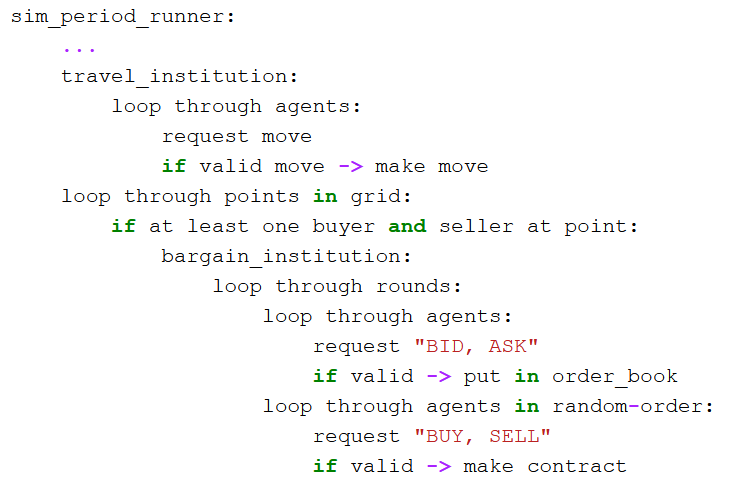 sim_period_runner:
    ...
    travel_institution:
        loop through agents:
            request move
            if valid move -> make move
    loop through points in grid:
        if at least one buyer and seller at point:
            bargain_institution:
                loop through rounds:
                    loop through agents:
                        request "BID, ASK"
                        if valid -> put in order_book
                    loop through agents in random-order:
                        request "BUY, SELL"
                        if valid -> make contract